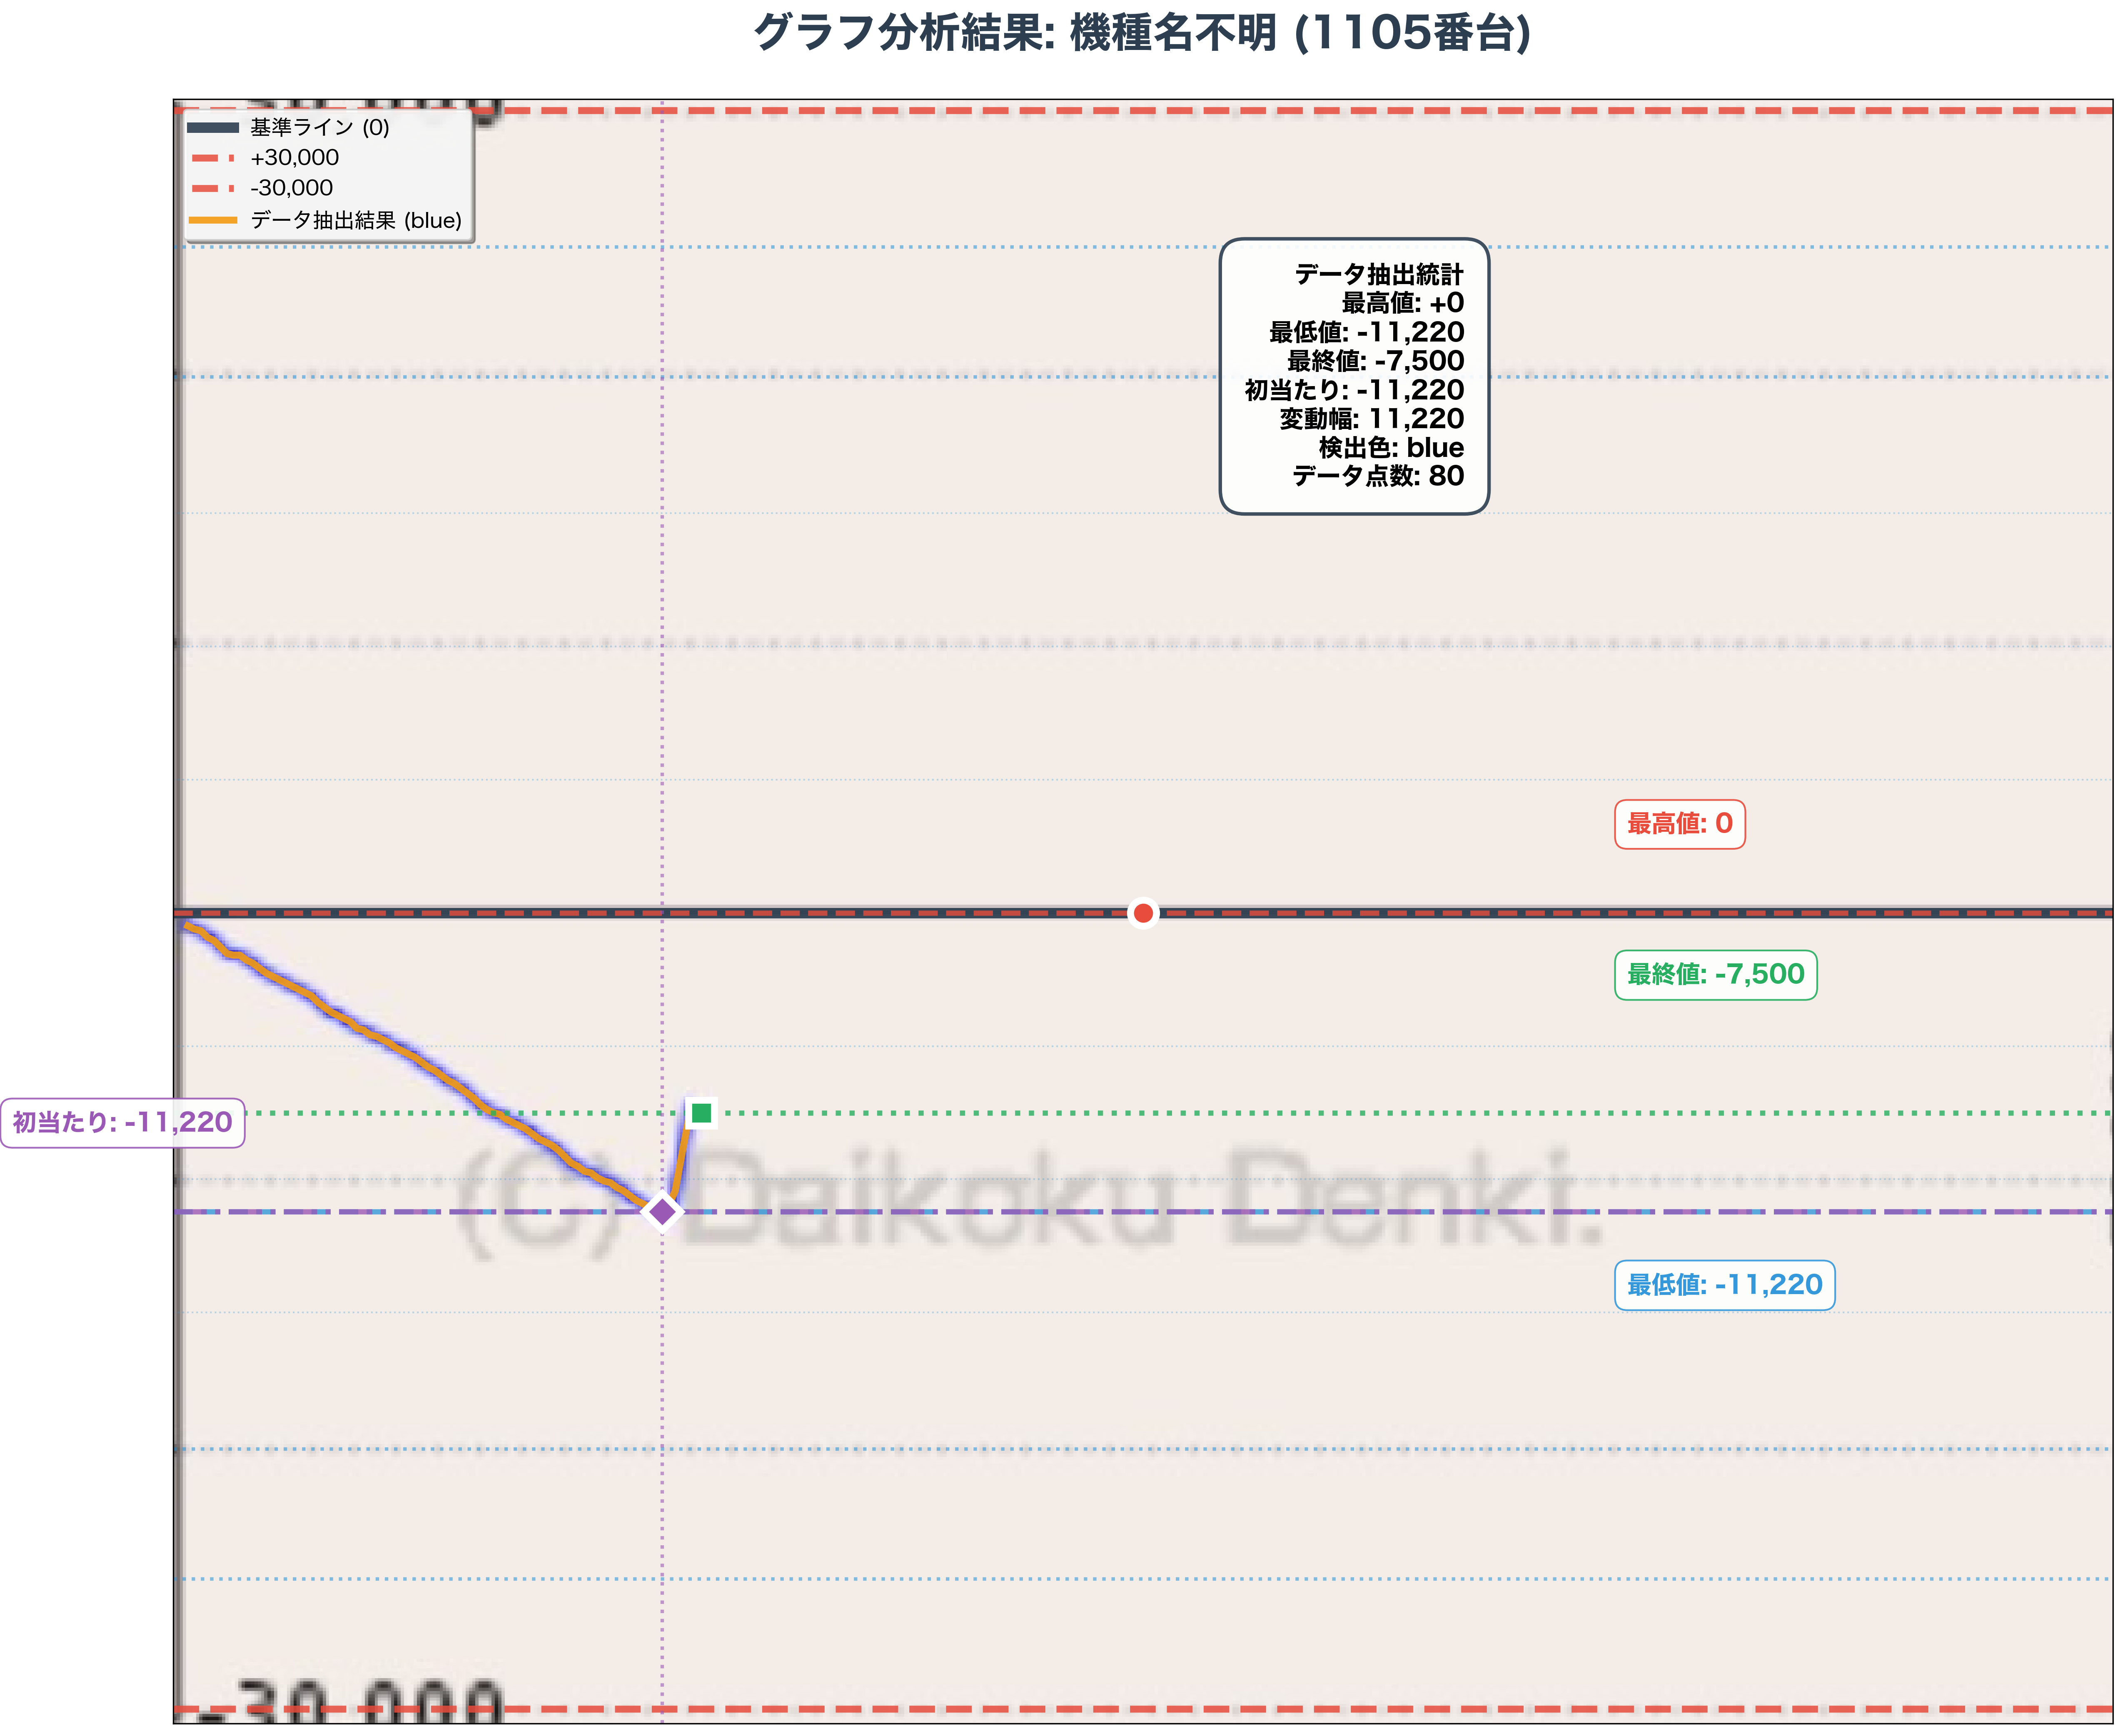 グラフ分析結果: 機種名不明 (1105番台)
基準ライン (0)
+30,000
-30,000
データ抽出結果 (blue)
データ抽出統計
最高値: +0
最低値: -11,220
最終値: -7,500
初当たり: -11,220
変動幅: 11,220
検出色: blue
データ点数: 80
最高値: 0
最終値: -7,500
初当たり: -11,220
(C) Daikoku Denki.
最低値: -11,220
-30,000